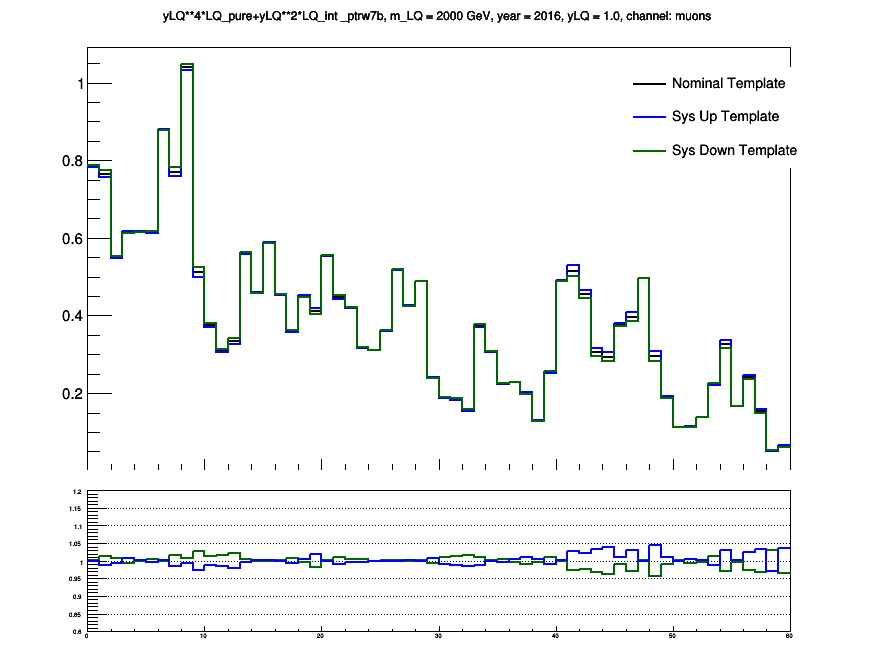 yLQ**4*LQ_pure+yLQ**2*LQ_int _ptrw7b, m_LQ = 2000 GeV, year = 2016, yLQ = 1.0, channel: muons
Nominal Template
Sys Up Template
Sys Down Template
1
0.8
0.6
0.4
0.2
1.2
1.15
1.1
1.05
1
0.95
0.9
0.85
0.8
0 10 20 30 40 50 60